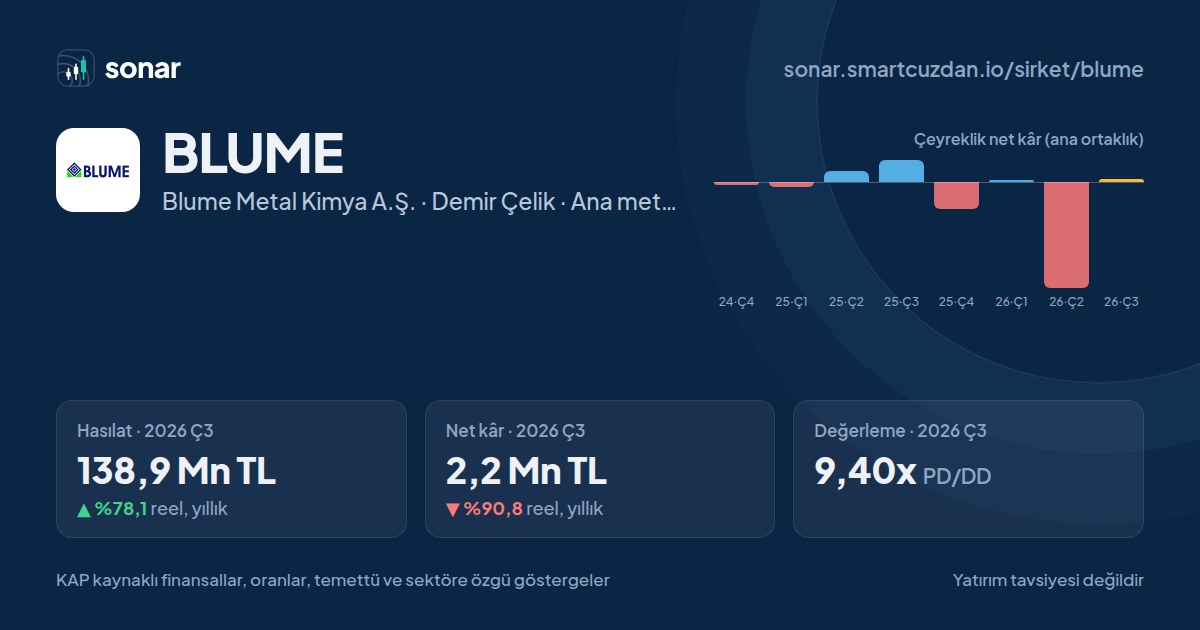 sonar
sonar.smartcuzdan.io/sirket/blume
BLUME
BLUME
Blume Metal Kimya A.Ş. · Demir Çelik · Ana met…
Çeyreklik net kâr (ana ortaklık)
24·Ç4 25·Ç1 25·Ç2 25·Ç3 25·Ç4 26·Ç1 26·Ç2 26·Ç3
Hasılat · 2026 Ç3
138,9 Mn TL
▲ %78,1 reel, yıllık
Net kâr · 2026 Ç3
2,2 Mn TL
▼ %90,8 reel, yıllık
Değerleme · 2026 Ç3
9,40x PD/DD
KAP kaynaklı finansallar, oranlar, temettü ve sektöre özgü göstergeler
Yatırım tavsiyesi değildir